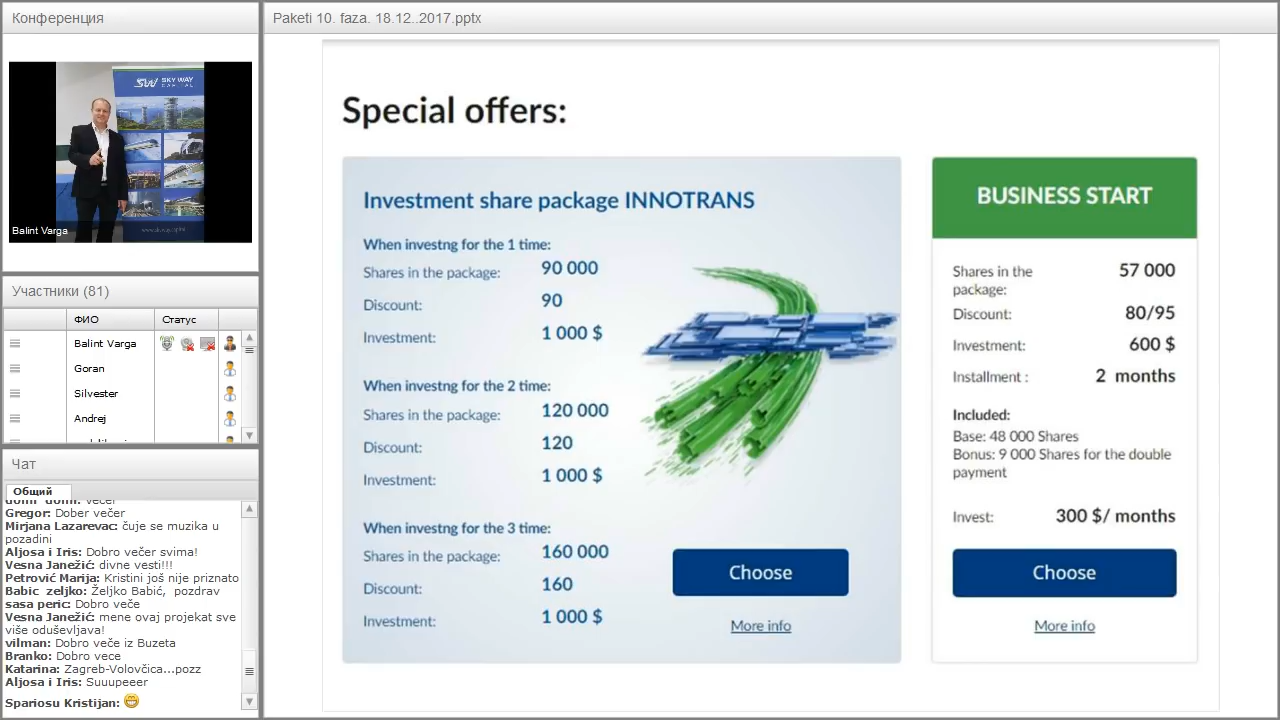 Конференция
SKY WAY
CAPITAL
Balint Varga
Участники (81)
ФИО Статус
Balint Varga
Goran
Silvester
Andrej
Чат
Общий
Gregor: Dober večer
Mirjana Lazarevac: čuje se muzika u
pozadini
Aljosa i Iris: Dobro večer svima!
Vesna Janežić: divne vesti!!!
Petrović Marija: Kristini još nije priznato
Babic zeljko: Željko Babić, pozdrav
sasa peric: Dobro veče
Vesna Janežić: mene ovaj projekat sve
više oduševljava!
vilman: Dobro veče iz Buzeta
Branko: Dobro vece
Katarina: Zagreb-Volovčica...pozz
Aljosa i Iris: Suuupeeer
Spariosu Kristijan:
Paketi 10. faza. 18.12..2017.pptx
Special offers:
Investment share package INNOTRANS
When investng for the 1 time:
Shares in the package: 90 000
Discount: 90
Investment: 1 000 $
When investng for the 2 time:
Shares in the package: 120 000
Discount: 120
Investment: 1 000 $
When investng for the 3 time:
Shares in the package: 160 000
Discount: 160
Investment: 1 000 $
Choose
More info
BUSINESS START
Shares in the 57 000
package:
Discount: 80/95
Investment: 600 $
Installment : 2 months
Included:
Base: 48 000 Shares
Bonus: 9 000 Shares for the double
payment
Invest: 300 $/ months
Choose
More info